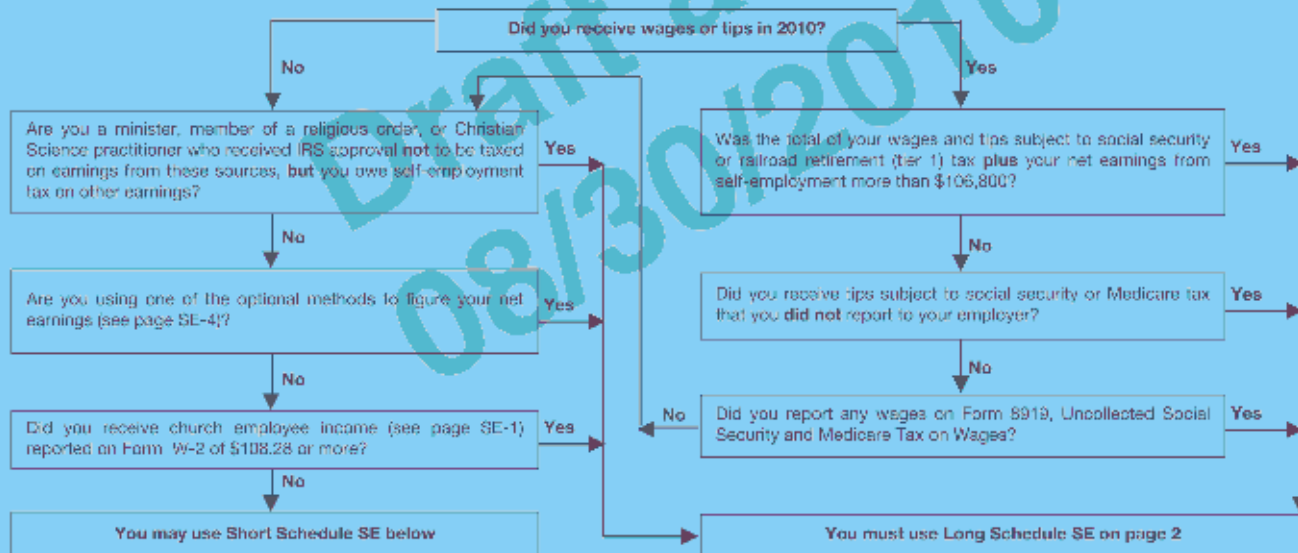 Did you receive wages or tips in 2010?
No
Yes
Are you a minister, member of a religious order, or Christian
Science practitioner who received IRS approval not to be taxed
on earnings from these sources, but you owe self-employment
tax on other earnings?
Yes
Was the total of your wages and tips subject to social security
or railroad retirement (tier 1) tax plus your net earnings from
self-employment more than $106,800?
Yes
No
No
Are you using one of the optional methods to figure your net
earnings (see page SE-4)?
Yes
Did you receive tips subject to social security or Medicare tax
that you did not report to your employer?
Yes
No
No
Did you receive church employee income (see page SE-1)
reported on Form W-2 of $108.28 or more?
Yes
No
Did you report any wages on Form 8919, Uncollected Social
Security and Medicare Tax on Wages?
Yes
No
You may use Short Schedule SE below
You must use Long Schedule SE on page 2
Draft
08/30/2010